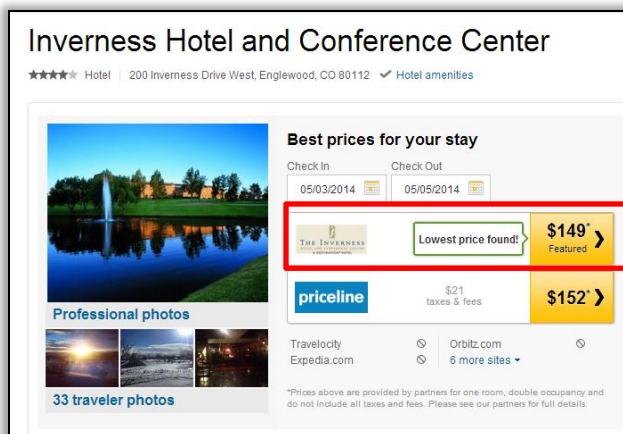 Inverness Hotel and Conference Center
Hotel | 200 Inverness Drive West, Englewood, CO 80112 ✔ Hotel amenities
Professional photos
33 traveler photos
Best prices for your stay
Check In Check Out
05/03/2014 05/05/2014
THE INVERNESS
HOTEL AND CONFERENCE CENTER
Lowest price found!
$149*
Featured
priceline
$21
taxes & fees
$152*
Travelocity Orbitz.com
Expedia.com 6 more sites
*Prices above are provided by partners for one room, double occupancy and
do not include all taxes and fees. Please see our partners for full details.